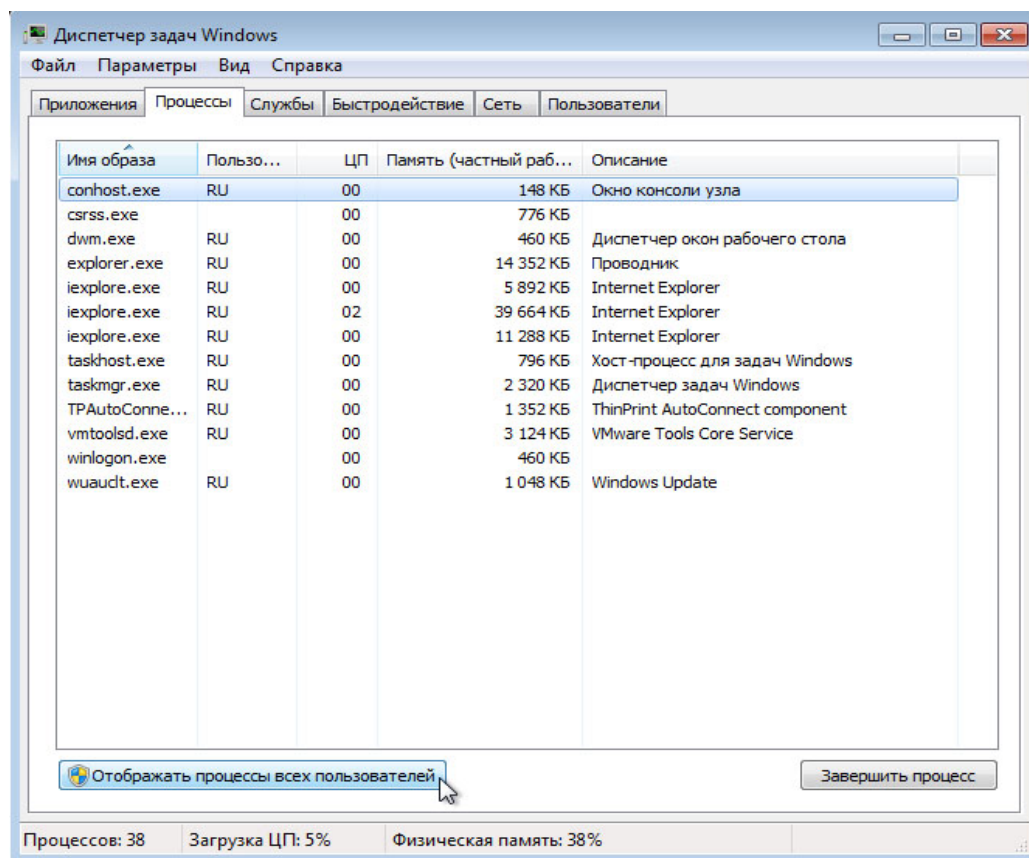 Диспетчер задач Windows
Файл Параметры Вид Справка
Приложения Процессы Службы Быстродействие Сеть Пользователи
Имя образа Пользо... ЦП Память (частный раб... Описание
conhost.exe RU 00 148 КБ Окно консоли узла
csrss.exe 00 776 КБ
dwm.exe RU 00 460 КБ Диспетчер окон рабочего стола
explorer.exe RU 00 14 352 КБ Проводник
iexplore.exe RU 00 5 892 КБ Internet Explorer
iexplore.exe RU 02 39 664 КБ Internet Explorer
iexplore.exe RU 00 11 288 КБ Internet Explorer
taskhost.exe RU 00 796 КБ Хост-процесс для задач Windows
taskmgr.exe RU 00 2 320 КБ Диспетчер задач Windows
TPAutoConne... RU 00 1 352 КБ ThinPrint AutoConnect component
vmtoolsd.exe RU 00 3 124 КБ VMware Tools Core Service
winlogon.exe 00 460 КБ
wuauclt.exe RU 00 1 048 КБ Windows Update
Отображать процессы всех пользователей Завершить процесс
Процессов: 38 Загрузка ЦП: 5% Физическая память: 38%